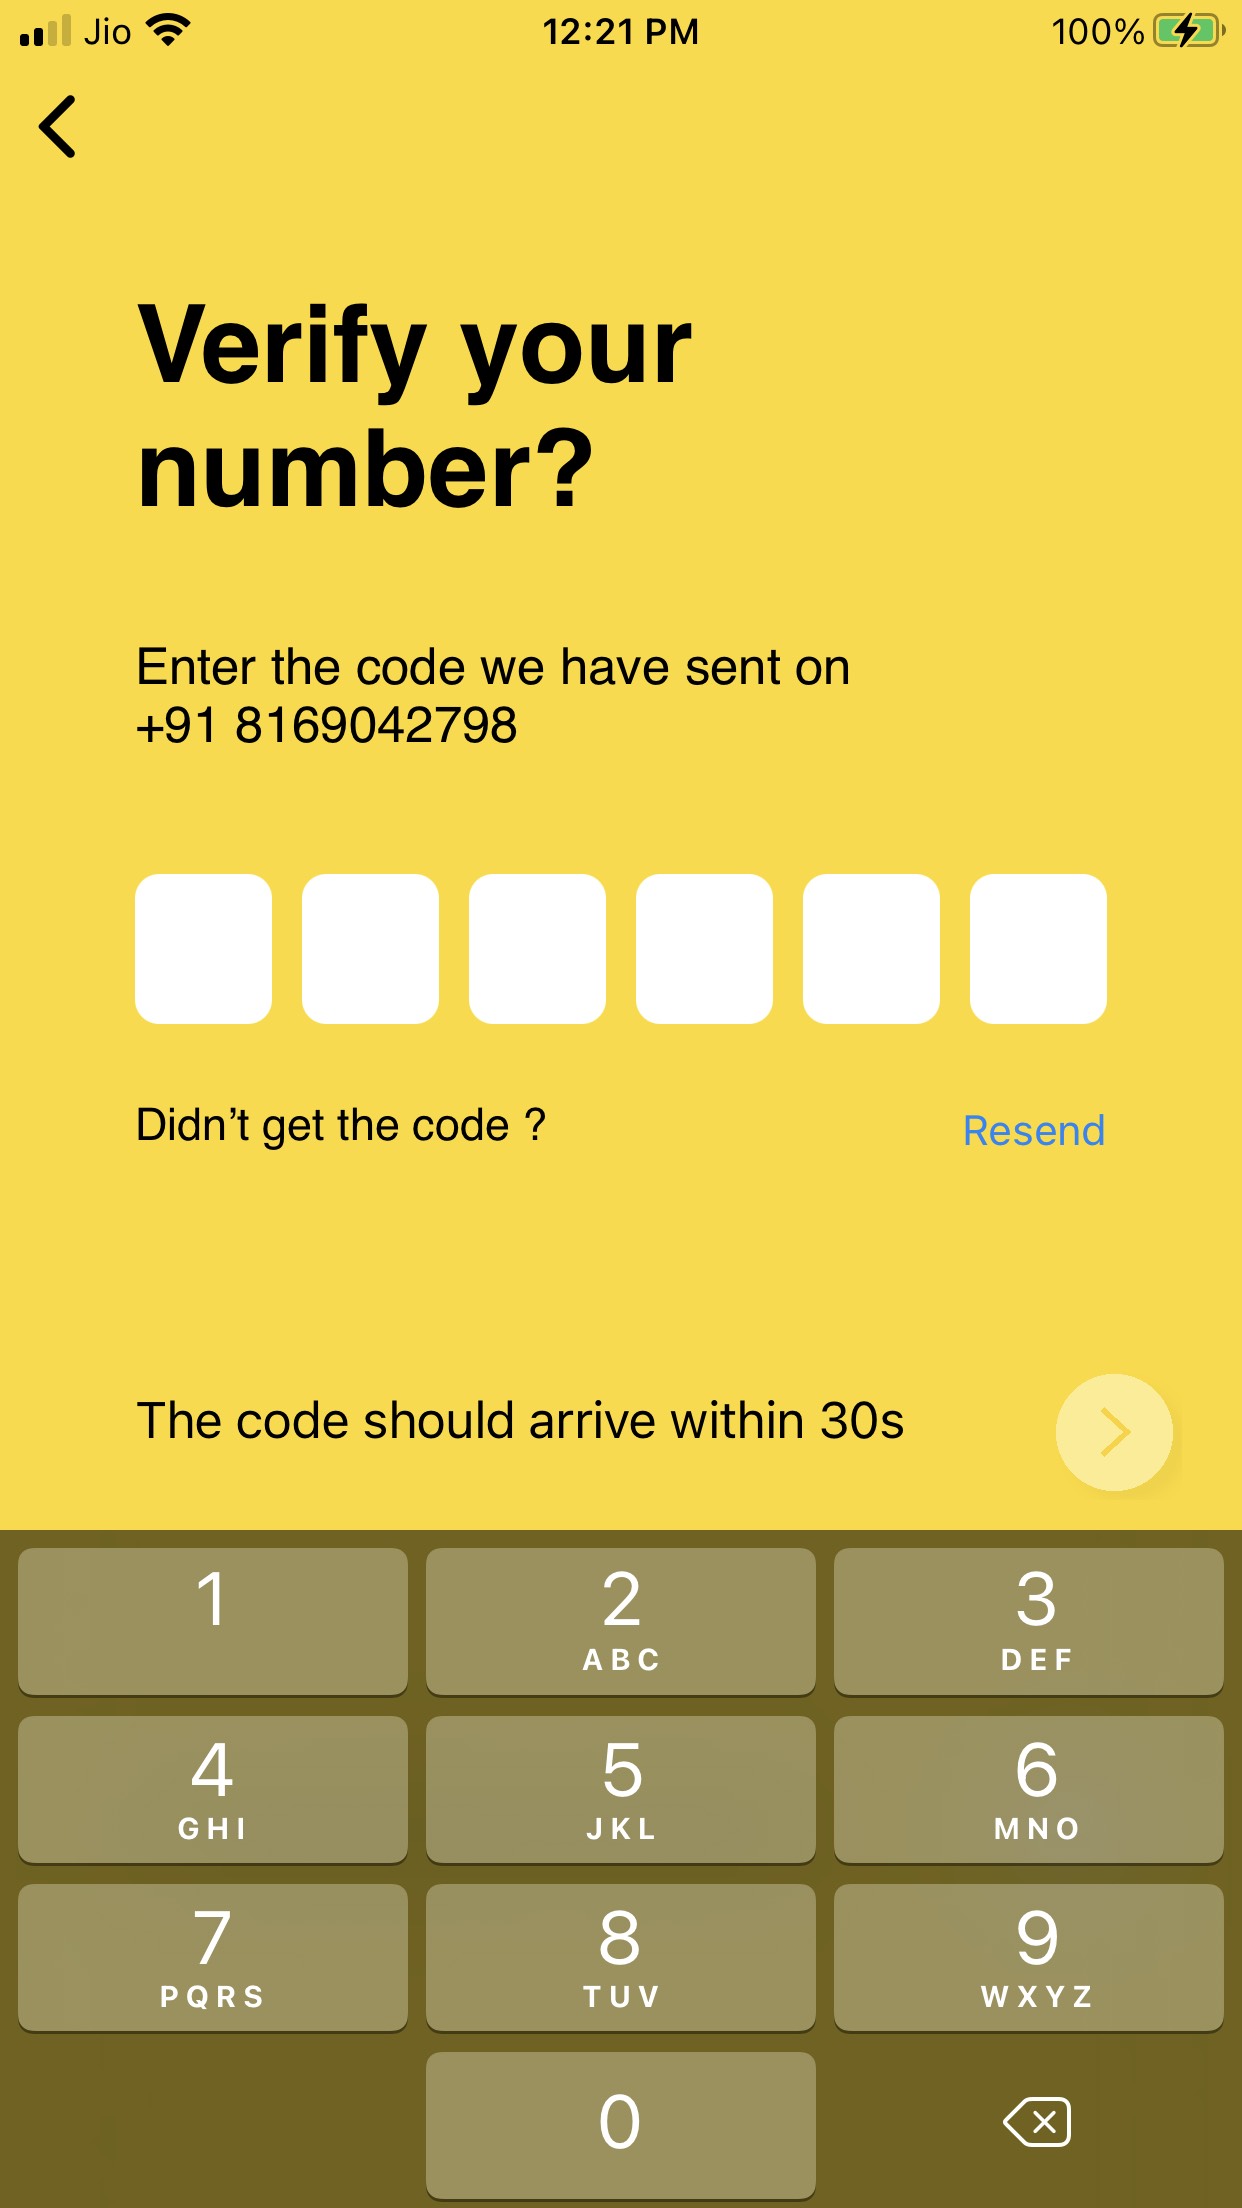 Jio 12:21 PM 100%
Verify your
number?
Enter the code we have sent on
+91 8169042798
Didn’t get the code ? Resend
The code should arrive within 30s
1 2 3
ABC DEF
4 5 6
GHI JKL MNO
7 8 9
PQRS TUV WXYZ
0